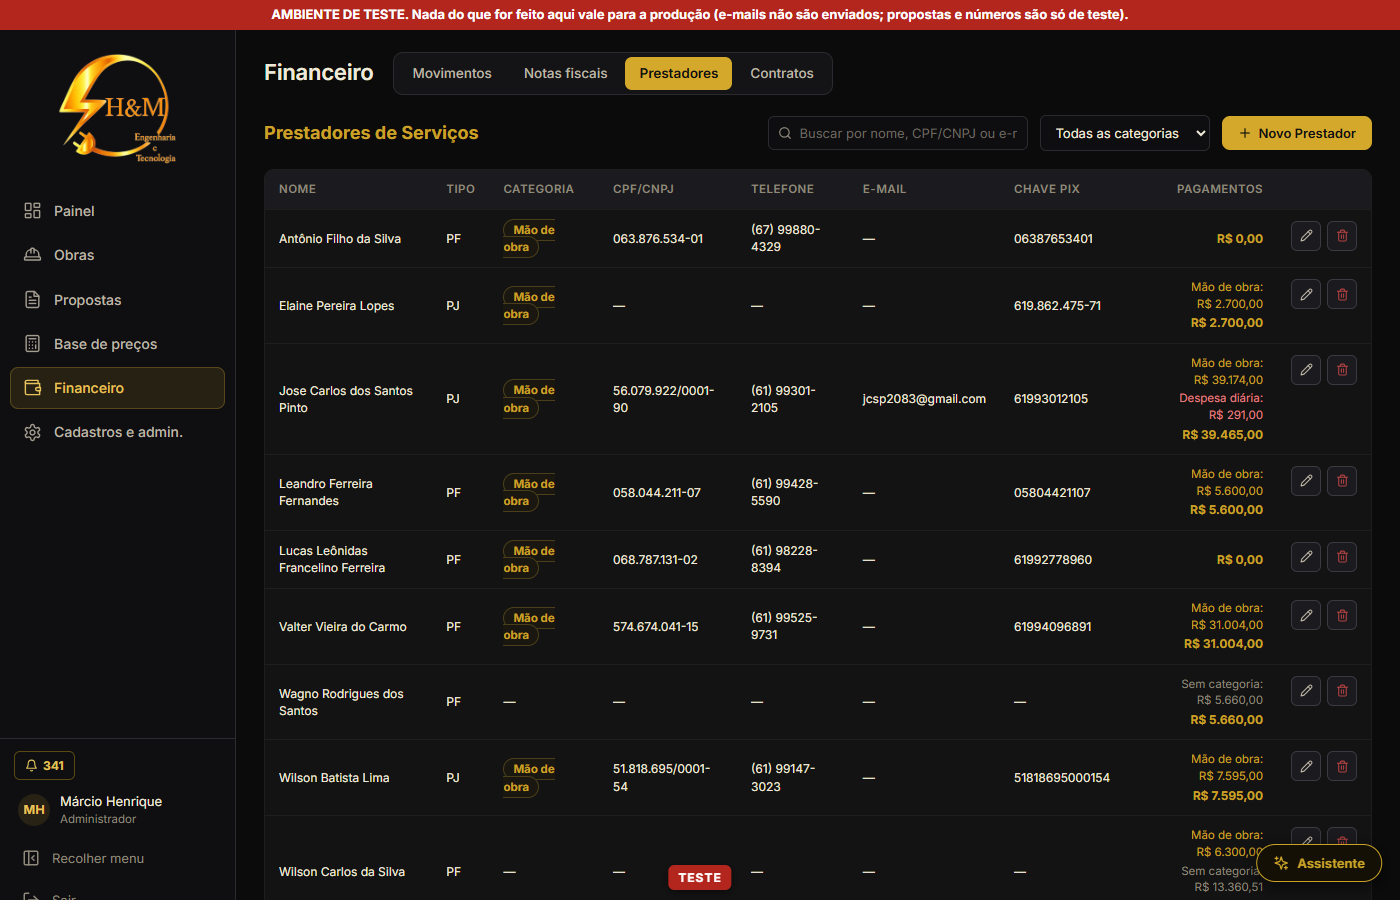 AMBIENTE DE TESTE. Nada do que for feito aqui vale para a produção (e-mails não são enviados; propostas e números são só de teste).
H&M
Engenharia
e
Tecnologia
Painel
Obras
Propostas
Base de preços
Financeiro
Cadastros e admin.
341
MH
Márcio Henrique
Administrador
Recolher menu
Sair
Financeiro
Movimentos
Notas fiscais
Prestadores
Contratos
Prestadores de Serviços
Buscar por nome, CPF/CNPJ ou e-r
Todas as categorias
Novo Prestador
NOME TIPO CATEGORIA CPF/CNPJ TELEFONE E-MAIL CHAVE PIX PAGAMENTOS
Antônio Filho da Silva PF Mão de
obra 063.876.534-01 (67) 99880-
4329 — 06387653401 R$ 0,00
Elaine Pereira Lopes PJ Mão de
obra — — — 619.862.475-71 Mão de obra:
R$ 2.700,00
R$ 2.700,00
Jose Carlos dos Santos
Pinto PJ Mão de
obra 56.079.922/0001-
90 (61) 99301-
2105 jcsp2083@gmail.com 61993012105 Mão de obra:
R$ 39.174,00
Despesa diária:
R$ 291,00
R$ 39.465,00
Leandro Ferreira
Fernandes PF Mão de
obra 058.044.211-07 (61) 99428-
5590 — 05804421107 Mão de obra:
R$ 5.600,00
R$ 5.600,00
Lucas Leônidas
Francelino Ferreira PF Mão de
obra 068.787.131-02 (61) 98228-
8394 — 61992778960 R$ 0,00
Valter Vieira do Carmo PF Mão de
obra 574.674.041-15 (61) 99525-
9731 — 61994096891 Mão de obra:
R$ 31.004,00
R$ 31.004,00
Wagno Rodrigues dos
Santos PF — — — — Sem categoria:
R$ 5.660,00
R$ 5.660,00
Wilson Batista Lima PJ Mão de
obra 51.818.695/0001-
54 (61) 99147-
3023 — 51818695000154 Mão de obra:
R$ 7.595,00
R$ 7.595,00
Wilson Carlos da Silva PF — — — — — Mão de obra:
R$ 6.300,00
Sem categoria:
R$ 13.360,51
TESTE
Assistente